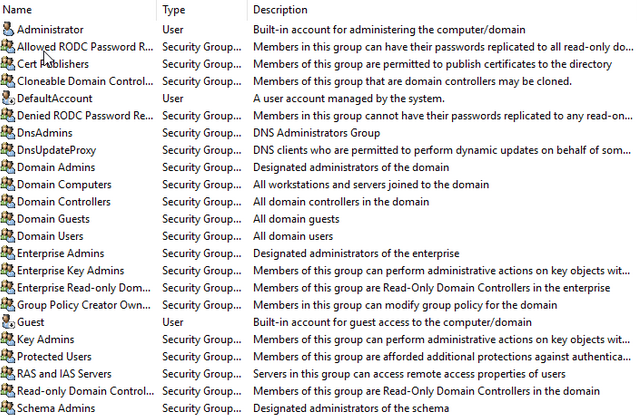 Name Type Description
Administrator User Built-in account for administering the computer/domain
Allowed RODC Password R... Security Group... Members in this group can have their passwords replicated to all read-only do...
Cert Publishers Security Group... Members of this group are permitted to publish certificates to the directory
Cloneable Domain Control... Security Group... Members of this group that are domain controllers may be cloned.
DefaultAccount User A user account managed by the system.
Denied RODC Password Re... Security Group... Members in this group cannot have their passwords replicated to any read-on...
DnsAdmins Security Group... DNS Administrators Group
DnsUpdateProxy Security Group... DNS clients who are permitted to perform dynamic updates on behalf of som...
Domain Admins Security Group... Designated administrators of the domain
Domain Computers Security Group... All workstations and servers joined to the domain
Domain Controllers Security Group... All domain controllers in the domain
Domain Guests Security Group... All domain guests
Domain Users Security Group... All domain users
Enterprise Admins Security Group... Designated administrators of the enterprise
Enterprise Key Admins Security Group... Members of this group can perform administrative actions on key objects wit...
Enterprise Read-only Dom... Security Group... Members of this group are Read-Only Domain Controllers in the enterprise
Group Policy Creator Own... Security Group... Members in this group can modify group policy for the domain
Guest User Built-in account for guest access to the computer/domain
Key Admins Security Group... Members of this group can perform administrative actions on key objects wit...
Protected Users Security Group... Members of this group are afforded additional protections against authentica...
RAS and IAS Servers Security Group... Servers in this group can access remote access properties of users
Read-only Domain Control... Security Group... Members of this group are Read-Only Domain Controllers in the domain
Schema Admins Security Group... Designated administrators of the schema